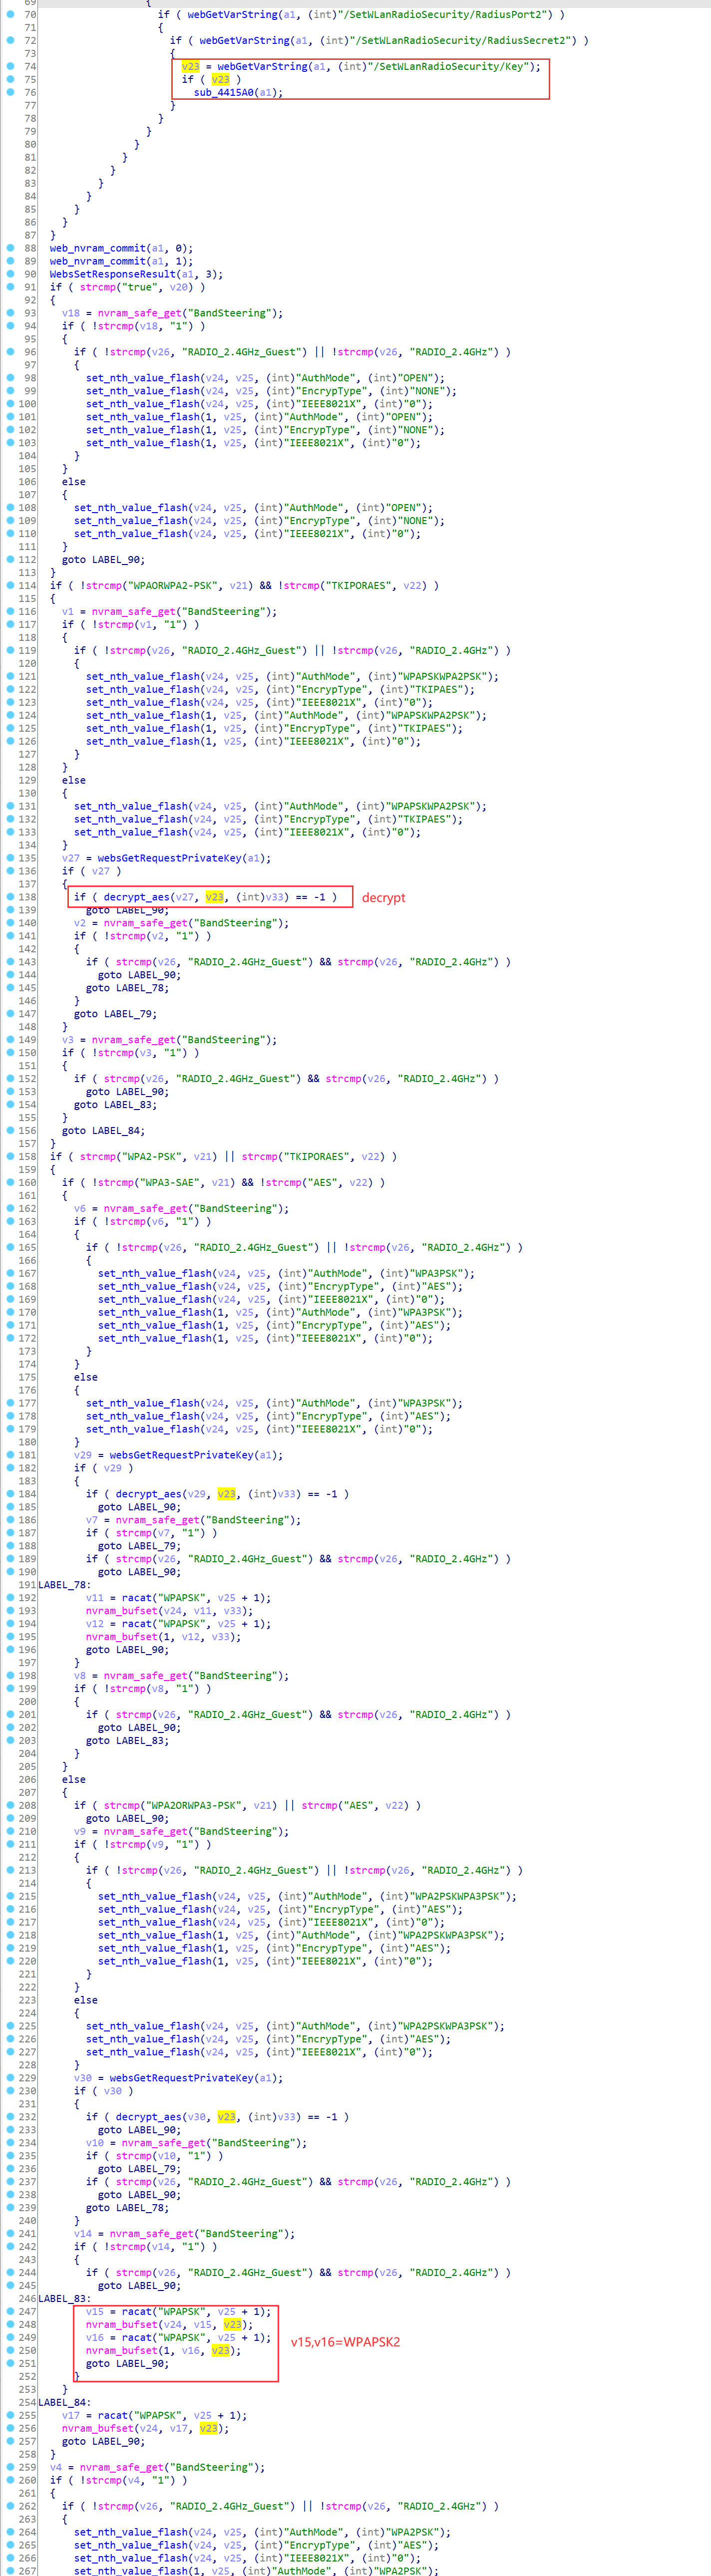 69 {
70 if ( webGetVarString(a1, (int)"/SetWLanRadioSecurity/RadiusPort2") )
71 {
72 if ( webGetVarString(a1, (int)"/SetWLanRadioSecurity/RadiusSecret2") )
73 {
74 v23 = webGetVarString(a1, (int)"/SetWLanRadioSecurity/Key");
75 if ( v23 )
76 sub_4415A0(a1);
77 }
78 }
79 }
80 }
81 }
82 }
83 }
84 }
85 }
86 }
87 }
88 web_nvram_commit(a1, 0);
89 web_nvram_commit(a1, 1);
90 WebsSetResponseResult(a1, 3);
91 if ( strcmp("true", v20) )
92 {
93 v18 = nvram_safe_get("BandSteering");
94 if ( !strcmp(v18, "1") )
95 {
96 if ( !strcmp(v26, "RADIO_2.4GHz_Guest") || !strcmp(v26, "RADIO_2.4GHz") )
97 {
98 set_nth_value_flash(v24, v25, (int)"AuthMode", (int)"OPEN");
99 set_nth_value_flash(v24, v25, (int)"EncrypType", (int)"NONE");
100 set_nth_value_flash(v24, v25, (int)"IEEE8021X", (int)"0");
101 set_nth_value_flash(1, v25, (int)"AuthMode", (int)"OPEN");
102 set_nth_value_flash(1, v25, (int)"EncrypType", (int)"NONE");
103 set_nth_value_flash(1, v25, (int)"IEEE8021X", (int)"0");
104 }
105 }
106 else
107 {
108 set_nth_value_flash(v24, v25, (int)"AuthMode", (int)"OPEN");
109 set_nth_value_flash(v24, v25, (int)"EncrypType", (int)"NONE");
110 set_nth_value_flash(v24, v25, (int)"IEEE8021X", (int)"0");
111 }
112 goto LABEL_90;
113 }
114 if ( !strcmp("WPAORWPA2-PSK", v21) && !strcmp("TKIPORAES", v22) )
115 {
116 v1 = nvram_safe_get("BandSteering");
117 if ( !strcmp(v1, "1") )
118 {
119 if ( !strcmp(v26, "RADIO_2.4GHz_Guest") || !strcmp(v26, "RADIO_2.4GHz") )
120 {
121 set_nth_value_flash(v24, v25, (int)"AuthMode", (int)"WPAPSKWPA2PSK");
122 set_nth_value_flash(v24, v25, (int)"EncrypType", (int)"TKIPAES");
123 set_nth_value_flash(v24, v25, (int)"IEEE8021X", (int)"0");
124 set_nth_value_flash(1, v25, (int)"AuthMode", (int)"WPAPSKWPA2PSK");
125 set_nth_value_flash(1, v25, (int)"EncrypType", (int)"TKIPAES");
126 set_nth_value_flash(1, v25, (int)"IEEE8021X", (int)"0");
127 }
128 }
129 else
130 {
131 set_nth_value_flash(v24, v25, (int)"AuthMode", (int)"WPAPSKWPA2PSK");
132 set_nth_value_flash(v24, v25, (int)"EncrypType", (int)"TKIPAES");
133 set_nth_value_flash(v24, v25, (int)"IEEE8021X", (int)"0");
134 }
135 v27 = websGetRequestPrivateKey(a1);
136 if ( v27 )
137 {
138 if ( decrypt_aes(v27, v23, (int)v33) == -1 ) decrypt
139 goto LABEL_90;
140 v2 = nvram_safe_get("BandSteering");
141 if ( !strcmp(v2, "1") )
142 {
143 if ( strcmp(v26, "RADIO_2.4GHz_Guest") && strcmp(v26, "RADIO_2.4GHz") )
144 goto LABEL_90;
145 goto LABEL_78;
146 }
147 goto LABEL_79;
148 }
149 v3 = nvram_safe_get("BandSteering");
150 if ( !strcmp(v3, "1") )
151 {
152 if ( strcmp(v26, "RADIO_2.4GHz_Guest") && strcmp(v26, "RADIO_2.4GHz") )
153 goto LABEL_90;
154 goto LABEL_83;
155 }
156 goto LABEL_84;
157 }
158 if ( strcmp("WPA2-PSK", v21) || strcmp("TKIPORAES", v22) )
159 {
160 if ( !strcmp("WPA3-SAE", v21) && !strcmp("AES", v22) )
161 {
162 v6 = nvram_safe_get("BandSteering");
163 if ( !strcmp(v6, "1") )
164 {
165 if ( !strcmp(v26, "RADIO_2.4GHz_Guest") || !strcmp(v26, "RADIO_2.4GHz") )
166 {
167 set_nth_value_flash(v24, v25, (int)"AuthMode", (int)"WPA3PSK");
168 set_nth_value_flash(v24, v25, (int)"EncrypType", (int)"AES");
169 set_nth_value_flash(v24, v25, (int)"IEEE8021X", (int)"0");
170 set_nth_value_flash(1, v25, (int)"AuthMode", (int)"WPA3PSK");
171 set_nth_value_flash(1, v25, (int)"EncrypType", (int)"AES");
172 set_nth_value_flash(1, v25, (int)"IEEE8021X", (int)"0");
173 }
174 }
175 else
176 {
177 set_nth_value_flash(v24, v25, (int)"AuthMode", (int)"WPA3PSK");
178 set_nth_value_flash(v24, v25, (int)"EncrypType", (int)"AES");
179 set_nth_value_flash(v24, v25, (int)"IEEE8021X", (int)"0");
180 }
181 v29 = websGetRequestPrivateKey(a1);
182 if ( v29 )
183 {
184 if ( decrypt_aes(v29, v23, (int)v33) == -1 )
185 goto LABEL_90;
186 v7 = nvram_safe_get("BandSteering");
187 if ( strcmp(v7, "1") )
188 goto LABEL_79;
189 if ( strcmp(v26, "RADIO_2.4GHz_Guest") && strcmp(v26, "RADIO_2.4GHz") )
190 goto LABEL_90;
191 LABEL_78:
192 v11 = racat("WPAPSK", v25 + 1);
193 nvram_bufset(v24, v11, v33);
194 v12 = racat("WPAPSK", v25 + 1);
195 nvram_bufset(1, v12, v33);
196 goto LABEL_90;
197 }
198 v8 = nvram_safe_get("BandSteering");
199 if ( !strcmp(v8, "1") )
200 {
201 if ( strcmp(v26, "RADIO_2.4GHz_Guest") && strcmp(v26, "RADIO_2.4GHz") )
202 goto LABEL_90;
203 goto LABEL_83;
204 }
205 }
206 else
207 {
208 if ( strcmp("WPA2ORWPA3-PSK", v21) || strcmp("AES", v22) )
209 goto LABEL_90;
210 v9 = nvram_safe_get("BandSteering");
211 if ( !strcmp(v9, "1") )
212 {
213 if ( !strcmp(v26, "RADIO_2.4GHz_Guest") || !strcmp(v26, "RADIO_2.4GHz") )
214 {
215 set_nth_value_flash(v24, v25, (int)"AuthMode", (int)"WPA2PSKWPA3PSK");
216 set_nth_value_flash(v24, v25, (int)"EncrypType", (int)"AES");
217 set_nth_value_flash(v24, v25, (int)"IEEE8021X", (int)"0");
218 set_nth_value_flash(1, v25, (int)"AuthMode", (int)"WPA2PSKWPA3PSK");
219 set_nth_value_flash(1, v25, (int)"EncrypType", (int)"AES");
220 set_nth_value_flash(1, v25, (int)"IEEE8021X", (int)"0");
221 }
222 }
223 else
224 {
225 set_nth_value_flash(v24, v25, (int)"AuthMode", (int)"WPA2PSKWPA3PSK");
226 set_nth_value_flash(v24, v25, (int)"EncrypType", (int)"AES");
227 set_nth_value_flash(v24, v25, (int)"IEEE8021X", (int)"0");
228 }
229 v30 = websGetRequestPrivateKey(a1);
230 if ( v30 )
231 {
232 if ( decrypt_aes(v30, v23, (int)v33) == -1 )
233 goto LABEL_90;
234 v10 = nvram_safe_get("BandSteering");
235 if ( strcmp(v10, "1") )
236 goto LABEL_79;
237 if ( strcmp(v26, "RADIO_2.4GHz_Guest") && strcmp(v26, "RADIO_2.4GHz") )
238 goto LABEL_90;
239 goto LABEL_78;
240 }
241 v14 = nvram_safe_get("BandSteering");
242 if ( !strcmp(v14, "1") )
243 {
244 if ( strcmp(v26, "RADIO_2.4GHz_Guest") && strcmp(v26, "RADIO_2.4GHz") )
245 goto LABEL_90;
246 LABEL_83:
247 v15 = racat("WPAPSK", v25 + 1);
248 nvram_bufset(v24, v15, v23);
249 v16 = racat("WPAPSK", v25 + 1); v15,v16=WPAPSK2
250 nvram_bufset(1, v16, v23);
251 goto LABEL_90;
252 }
253 }
254 LABEL_84:
255 v17 = racat("WPAPSK", v25 + 1);
256 nvram_bufset(v24, v17, v23);
257 goto LABEL_90;
258 }
259 v4 = nvram_safe_get("BandSteering");
260 if ( !strcmp(v4, "1") )
261 {
262 if ( !strcmp(v26, "RADIO_2.4GHz_Guest") || !strcmp(v26, "RADIO_2.4GHz") )
263 {
264 set_nth_value_flash(v24, v25, (int)"AuthMode", (int)"WPA2PSK");
265 set_nth_value_flash(v24, v25, (int)"EncrypType", (int)"AES");
266 set_nth_value_flash(v24, v25, (int)"IEEE8021X", (int)"0");
267 set_nth_value_flash(1, v25, (int)"AuthMode", (int)"WPA2PSK");